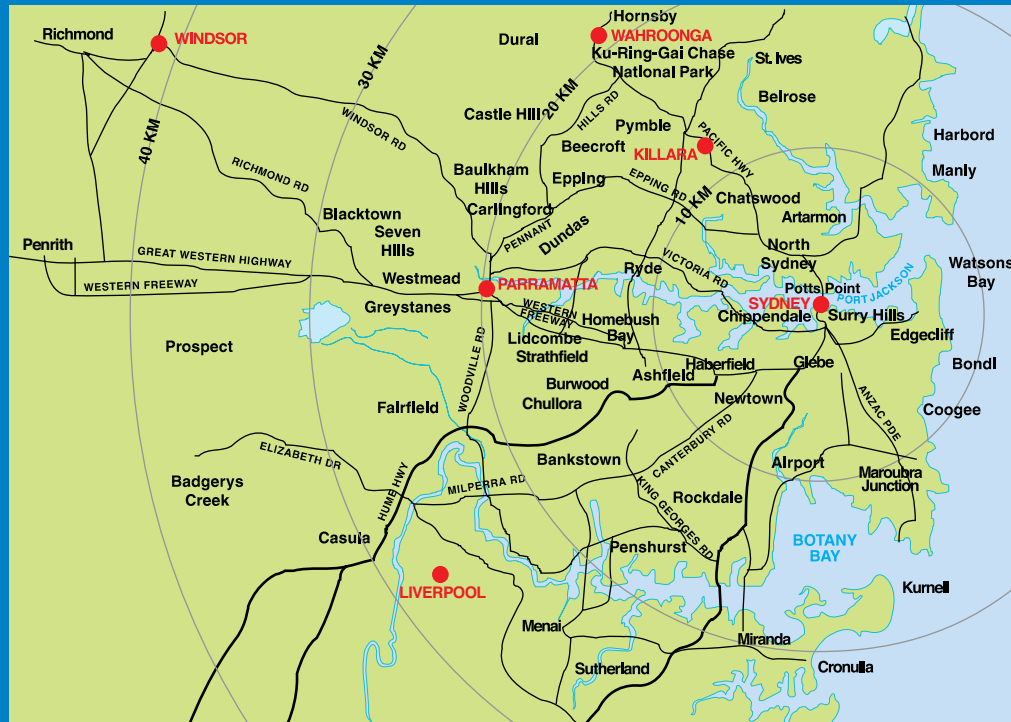 Hornsby
Richmond
WINDSOR
Dural
WAHROONGA
Ku-Ring-Gai Chase
National Park
St. Ives
30 KM
20 KM
Belrose
Castle Hill
HILLS RD
WINDSOR RD
Pymble
PACIFIC HWY
Harbord
40 KM
Beecroft
KILLARA
Manly
RICHMOND RD
Baulkham
Hills
Epping
EPPING RD
10 KM
Chatswood
Carlingford
Artarmon
Blacktown
Seven
Hills
PENNANT
Dundas
Penrith
GREAT WESTERN HIGHWAY
North
Sydney
VICTORIA RD
Ryde
Watsons
Bay
WESTERN FREEWAY
Westmead
PARRAMATTA
Potts Point
PORT JACKSON
SYDNEY
Greystanes
WESTERN
FREEWAY
Homebush
Bay
Chippendale
Surry Hills
Edgecliff
Prospect
WOODVILLE RD
Lidcombe
Strathfield
Haberfield
Glebe
BondI
Ashfield
Burwood
Chullora
Newtown
ANZAC PDE
Coogee
Fairfield
CANTERBURY RD
ELIZABETH DR
Bankstown
AIrport
Maroubra
Junction
Badgerys
Creek
HUME HWY
MILPERRA RD
KING GEORGES RD
Rockdale
Casula
Penshurst
BOTANY
BAY
LIVERPOOL
Kurnell
Menai
Miranda
Sutherland
Cronulla